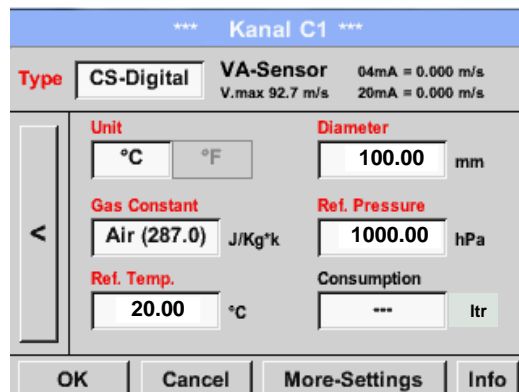 *** Kanal C1 ***
Type CS-Digital VA-Sensor 04mA = 0.000 m/s
V.max 92.7 m/s 20mA = 0.000 m/s
Unit Diameter
°C °F 100.00 mm
Gas Constant Ref. Pressure
< Air (287.0) J/Kg*k 1000.00 hPa
Ref. Temp. Consumption
20.00 °C --- ltr
OK Cancel More-Settings Info